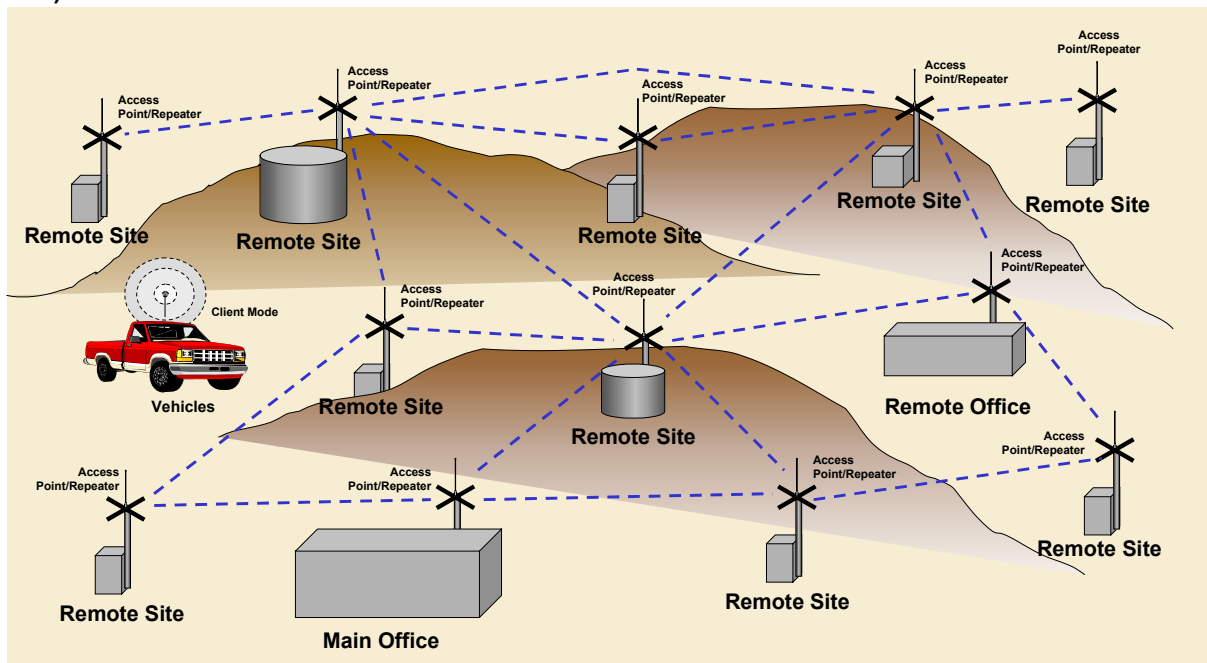 Access
Point/Repeater
Remote Site
Access
Point/Repeater
Remote Site
Access
Point/Repeater
Remote Site
Access
Point/Repeater
Remote Site
Access
Point/Repeater
Remote Site
Client Mode
Vehicles
Access
Point/Repeater
Remote Site
Access
Point/Repeater
Remote Site
Access
Point/Repeater
Remote Office
Access
Point/Repeater
Remote Site
Access
Point/Repeater
Main Office
Access
Point/Repeater
Remote Site
Access
Point/Repeater
Remote Site